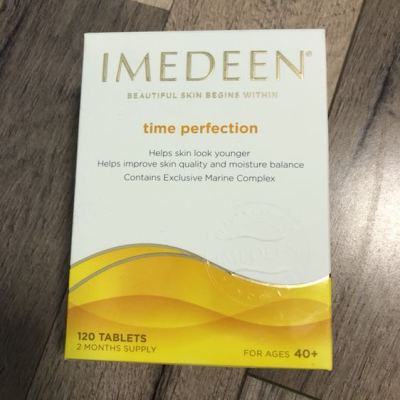 IMEDEEN®
BEAUTIFUL SKIN BEGINS WITHIN
time perfection
Helps skin look younger
Helps improve skin quality and moisture balance
Contains Exclusive Marine Complex
IMEDEEN
120 TABLETS
2 MONTHS SUPPLY
FOR AGES 40+